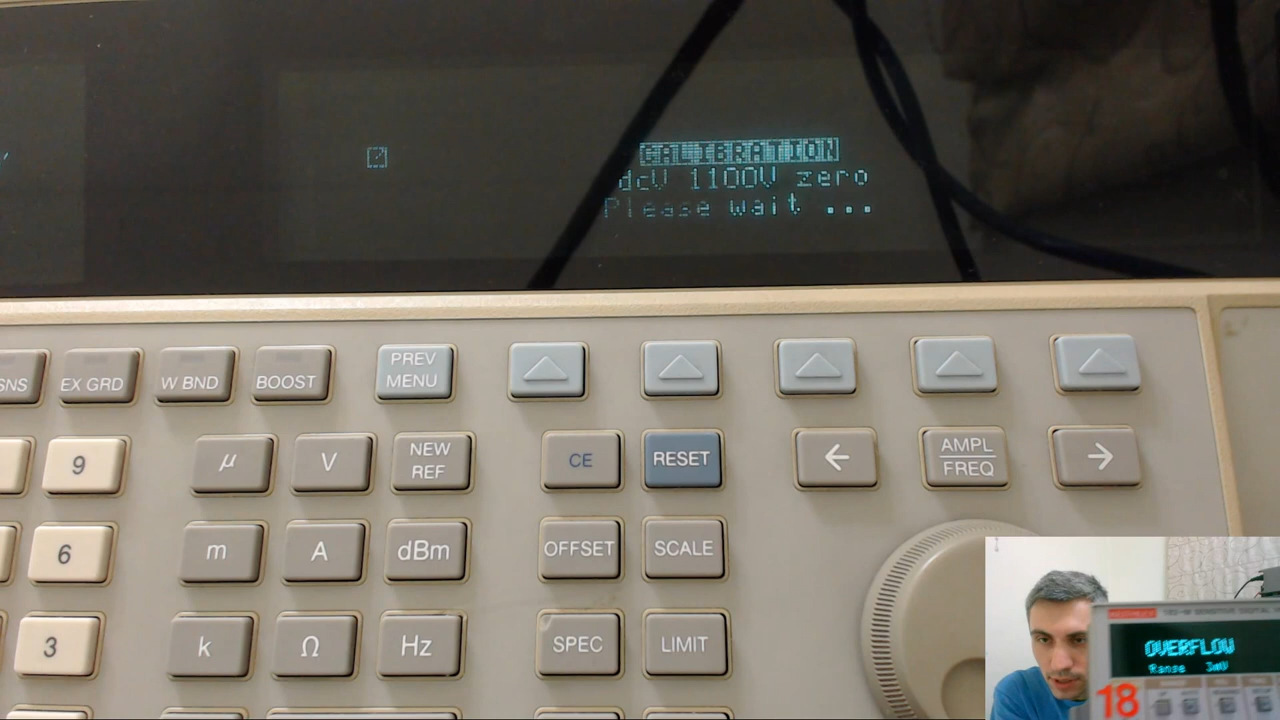 CALIBRATION
dcV 1100V zero
Please wait ...
SNS
EX GRD
W BND
BOOST
PREV
MENU
9
μ
V
NEW
REF
CE
RESET
←
AMPL
FREQ
→
6
m
A
dBm
OFFSET
SCALE
3
k
Ω
Hz
SPEC
LIMIT
OVERFLOW
Range 3mV
18